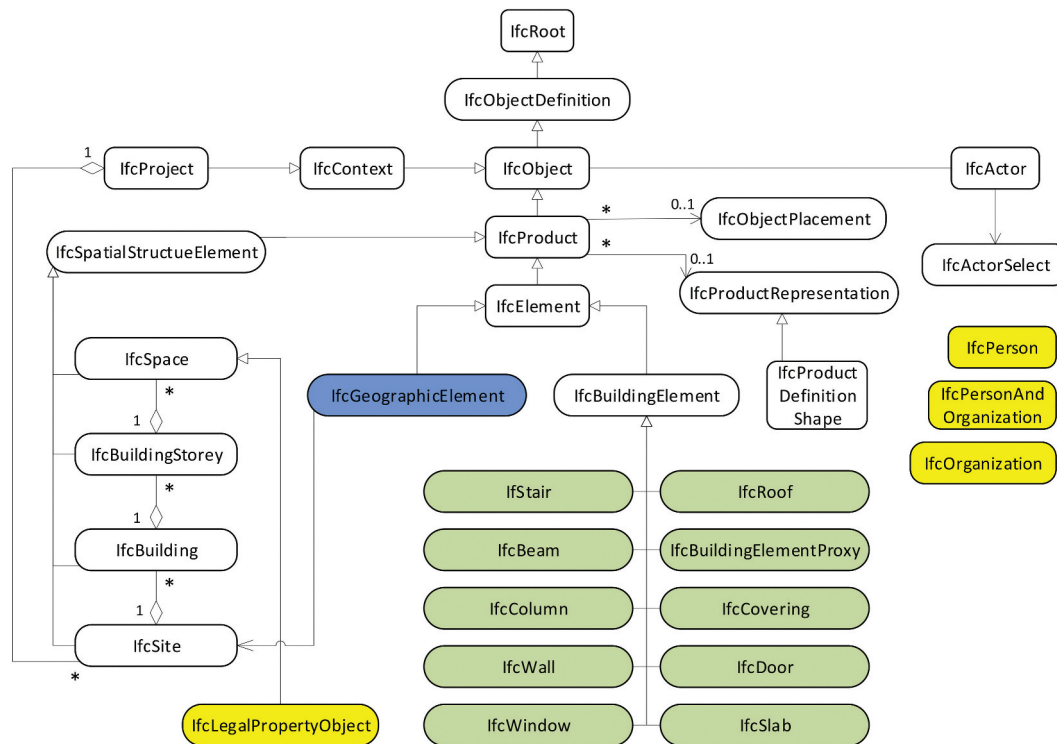 IfcRoot
IfcObjectDefinition
1
IfcProject
IfcContext
IfcObject
IfcActor
*
0..1
IfcObjectPlacement
IfcSpatialStructueElement
IfcProduct
*
0..1
IfcActorSelect
IfcElement
IfcProductRepresentation
IfcSpace
*
IfcPerson
IfcGeographicElement
IfcBuildingElement
IfcProduct
Definition
Shape
IfcPersonAnd
Organization
1
IfcBuildingStorey
IfcOrganization
*
IfStair
IfcRoof
1
IfcBuilding
IfcBeam
IfcBuildingElementProxy
*
1
IfcColumn
IfcCovering
IfcSite
*
IfcWall
IfcDoor
IfcLegalPropertyObject
IfcWindow
IfcSlab